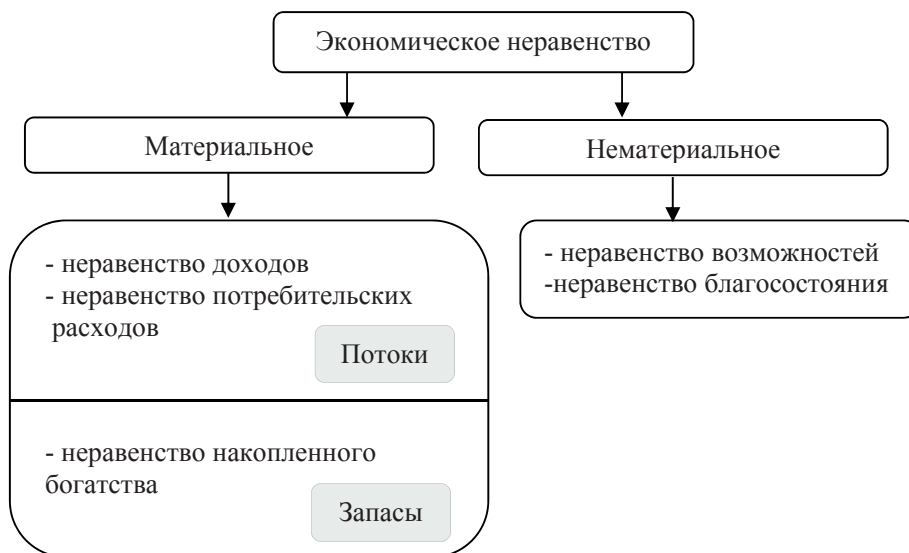 Экономическое неравенство
Материальное
Нематериальное
- неравенство доходов
- неравенство потребительских
расходов
Потоки
- неравенство накопленного
богатства
Запасы
- неравенство возможностей
-неравенство благосостояния